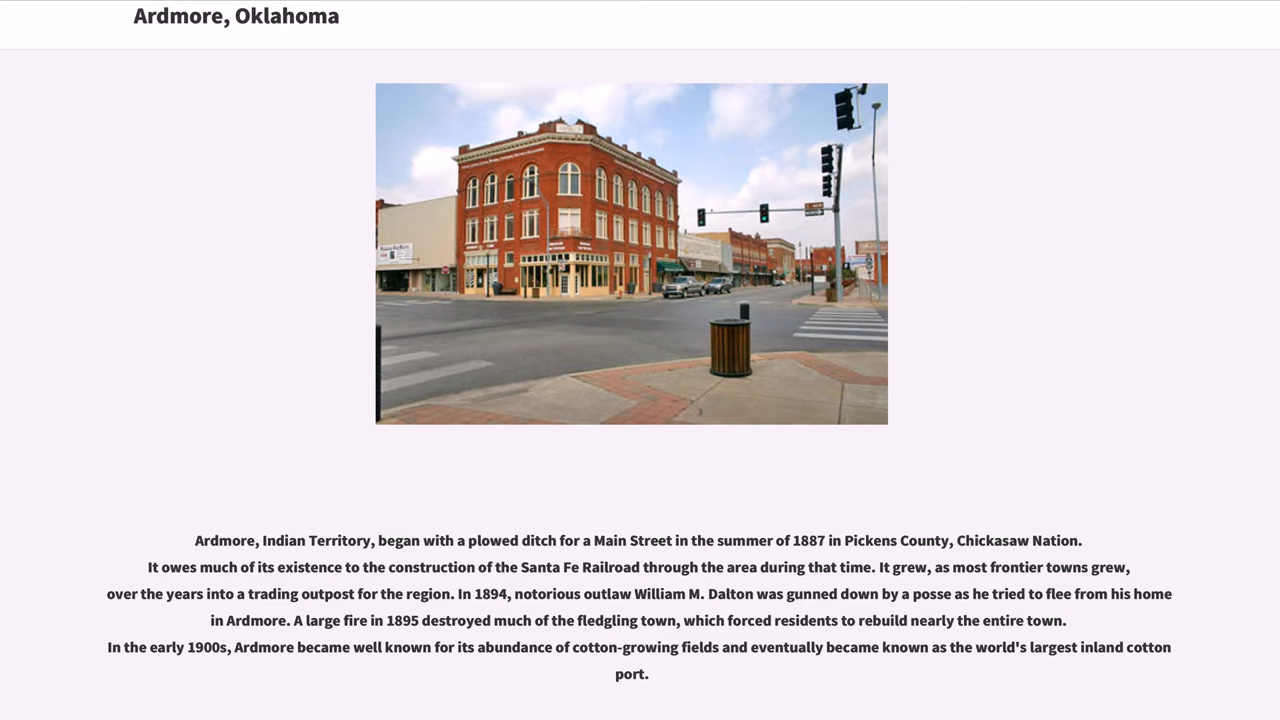 Ardmore, Oklahoma
Ardmore, Indian Territory, began with a plowed ditch for a Main Street in the summer of 1887 in Pickens County, Chickasaw Nation.
It owes much of its existence to the construction of the Santa Fe Railroad through the area during that time. It grew, as most frontier towns grew,
over the years into a trading outpost for the region. In 1894, notorious outlaw William M. Dalton was gunned down by a posse as he tried to flee from his home
in Ardmore. A large fire in 1895 destroyed much of the fledgling town, which forced residents to rebuild nearly the entire town.
In the early 1900s, Ardmore became well known for its abundance of cotton-growing fields and eventually became known as the world's largest inland cotton
port.